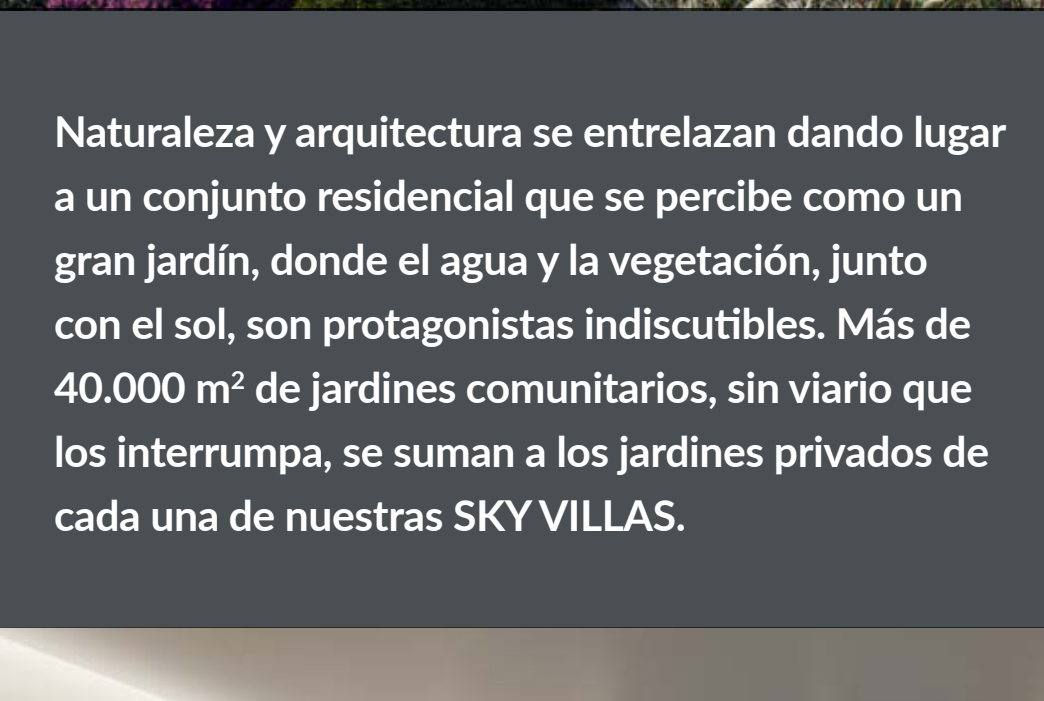 Naturaleza y arquitectura se entrelazan dando lugar
a un conjunto residencial que se percibe como un
gran jardín, donde el agua y la vegetación, junto
con el sol, son protagonistas indiscutibles. Más de
40.000 m² de jardines comunitarios, sin viario que
los interrumpa, se suman a los jardines privados de
cada una de nuestras SKY VILLAS.